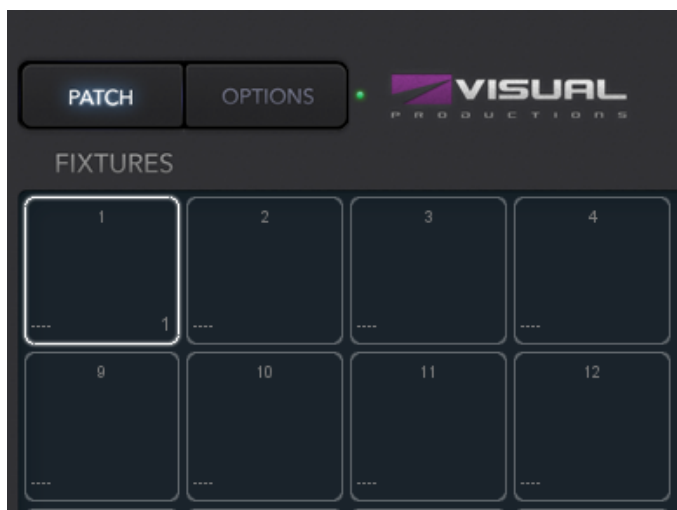 PATCH OPTIONS VISUAL
PRODUCTIONS
FIXTURES
1 2 3 4
---- 1 ---- ---- ----
9 10 11 12
---- ---- ---- ----